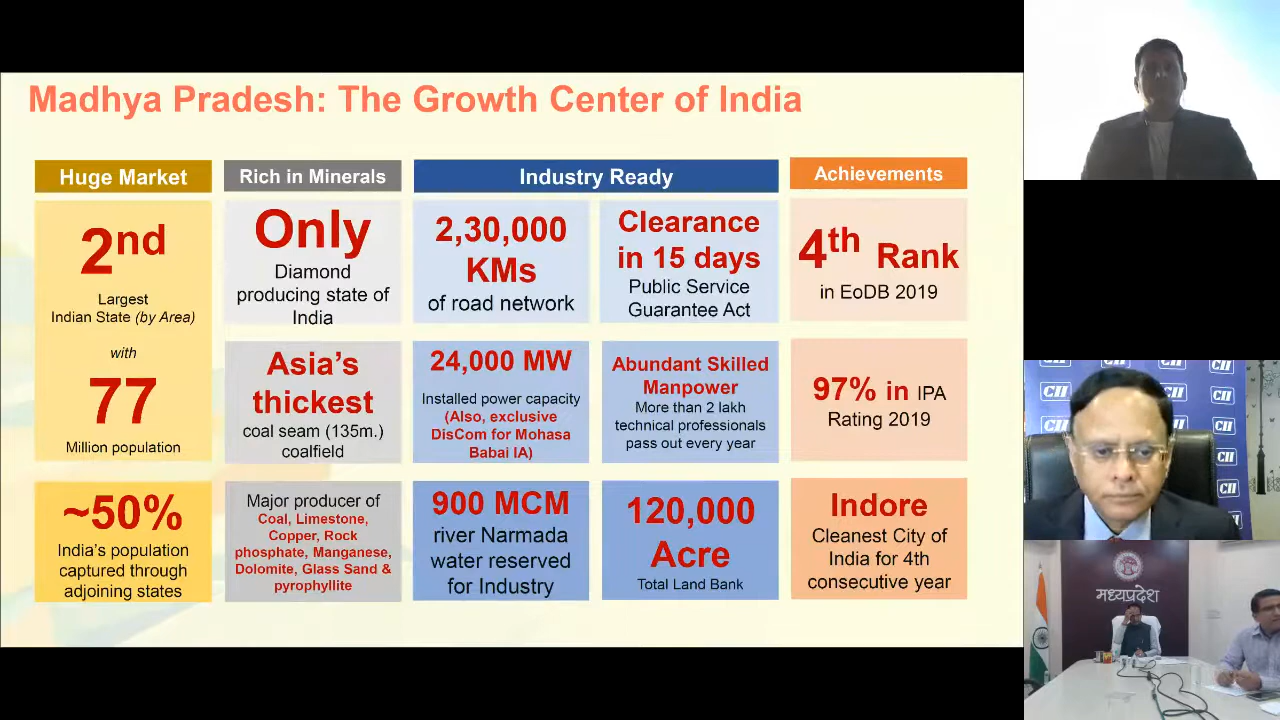 Madhya Pradesh: The Growth Center of India
Huge Market
2nd
Largest
Indian State (by Area)
with
77
Million population
~50%
India's population
captured through
adjoining states
Rich in Minerals
Only
Diamond
producing state of
India
Asia's
thickest
coal seam (135m.)
coalfield
Major producer of
Coal, Limestone,
Copper, Rock
phosphate, Manganese,
Dolomite, Glass Sand &
pyrophyllite
Industry Ready
2,30,000
KMs
of road network
Clearance
in 15 days
Public Service
Guarantee Act
24,000 MW
Installed power capacity
(Also, exclusive
DisCom for Mohasa
Babai IA)
Abundant Skilled
Manpower
More than 2 lakh
technical professionals
pass out every year
900 MCM
river Narmada
water reserved
for Industry
120,000
Acre
Total Land Bank
Achievements
4th Rank
in EoDB 2019
97% in IPA
Rating 2019
Indore
Cleanest City of
India for 4th
consecutive year
CII
CII
CII
CII
CII
CII
मध्यप्रदेश